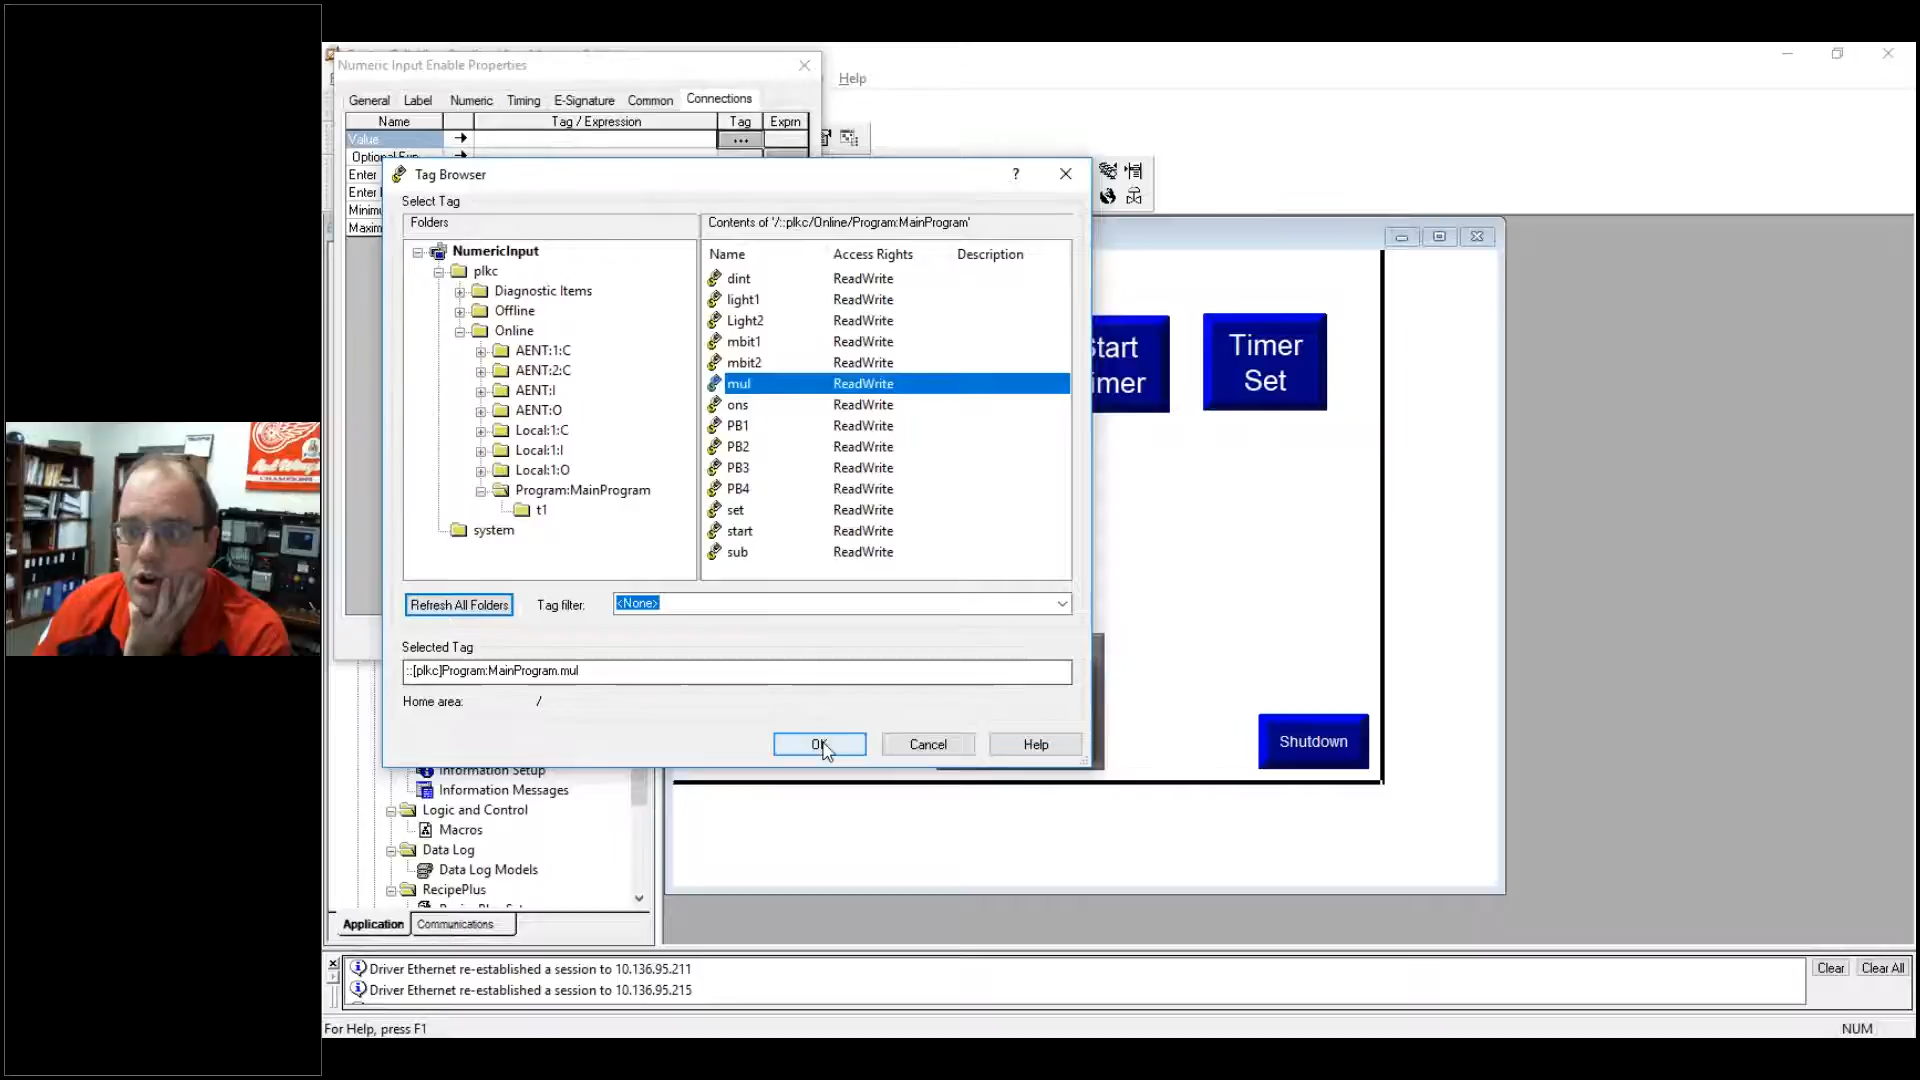 Numeric Input Enable Properties
Help
General Label Numeric Timing E-Signature Common Connections
Name Tag / Expression Tag Exprn
Value
Enter
Enter
Tag Browser
Select Tag
Folders
NumericInput
plkc
Diagnostic Items
Offline
Online
AENT:1:C
AENT:2:C
AENT:I
AENT:O
Local:1:C
Local:1:I
Local:1:O
Program:MainProgram
t1
system
Contents of '/::plkc/Online/Program:MainProgram'
Name Access Rights Description
dint ReadWrite
light1 ReadWrite
Light2 ReadWrite
mbit1 ReadWrite
mbit2 ReadWrite
mul ReadWrite
ons ReadWrite
PB1 ReadWrite
PB2 ReadWrite
PB3 ReadWrite
PB4 ReadWrite
set ReadWrite
start ReadWrite
sub ReadWrite
Refresh All Folders Tag filter: <None>
Selected Tag
::[plkc]Program:MainProgram.mul
Home area: /
OK Cancel Help
Timer
Set
Shutdown
Information Setup
Information Messages
Logic and Control
Macros
Data Log
Data Log Models
RecipePlus
Application Communications
Driver Ethernet re-established a session to 10.136.95.211
Driver Ethernet re-established a session to 10.136.95.215
Clear Clear All
For Help, press F1
NUM